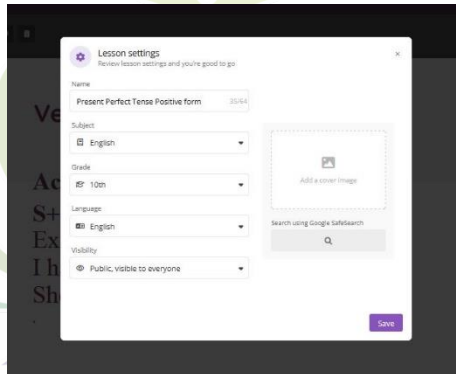 Lesson settings
Review lesson settings and you're good to go
Name
Present Perfect Tense Positive form 35/64
Subject
English
Grade
10th
Language
English
Visibility
Public, visible to everyone
Add a cover image
Search using Google SafeSearch
Save
Ve
Ac
S+
Ex
I h
Sh